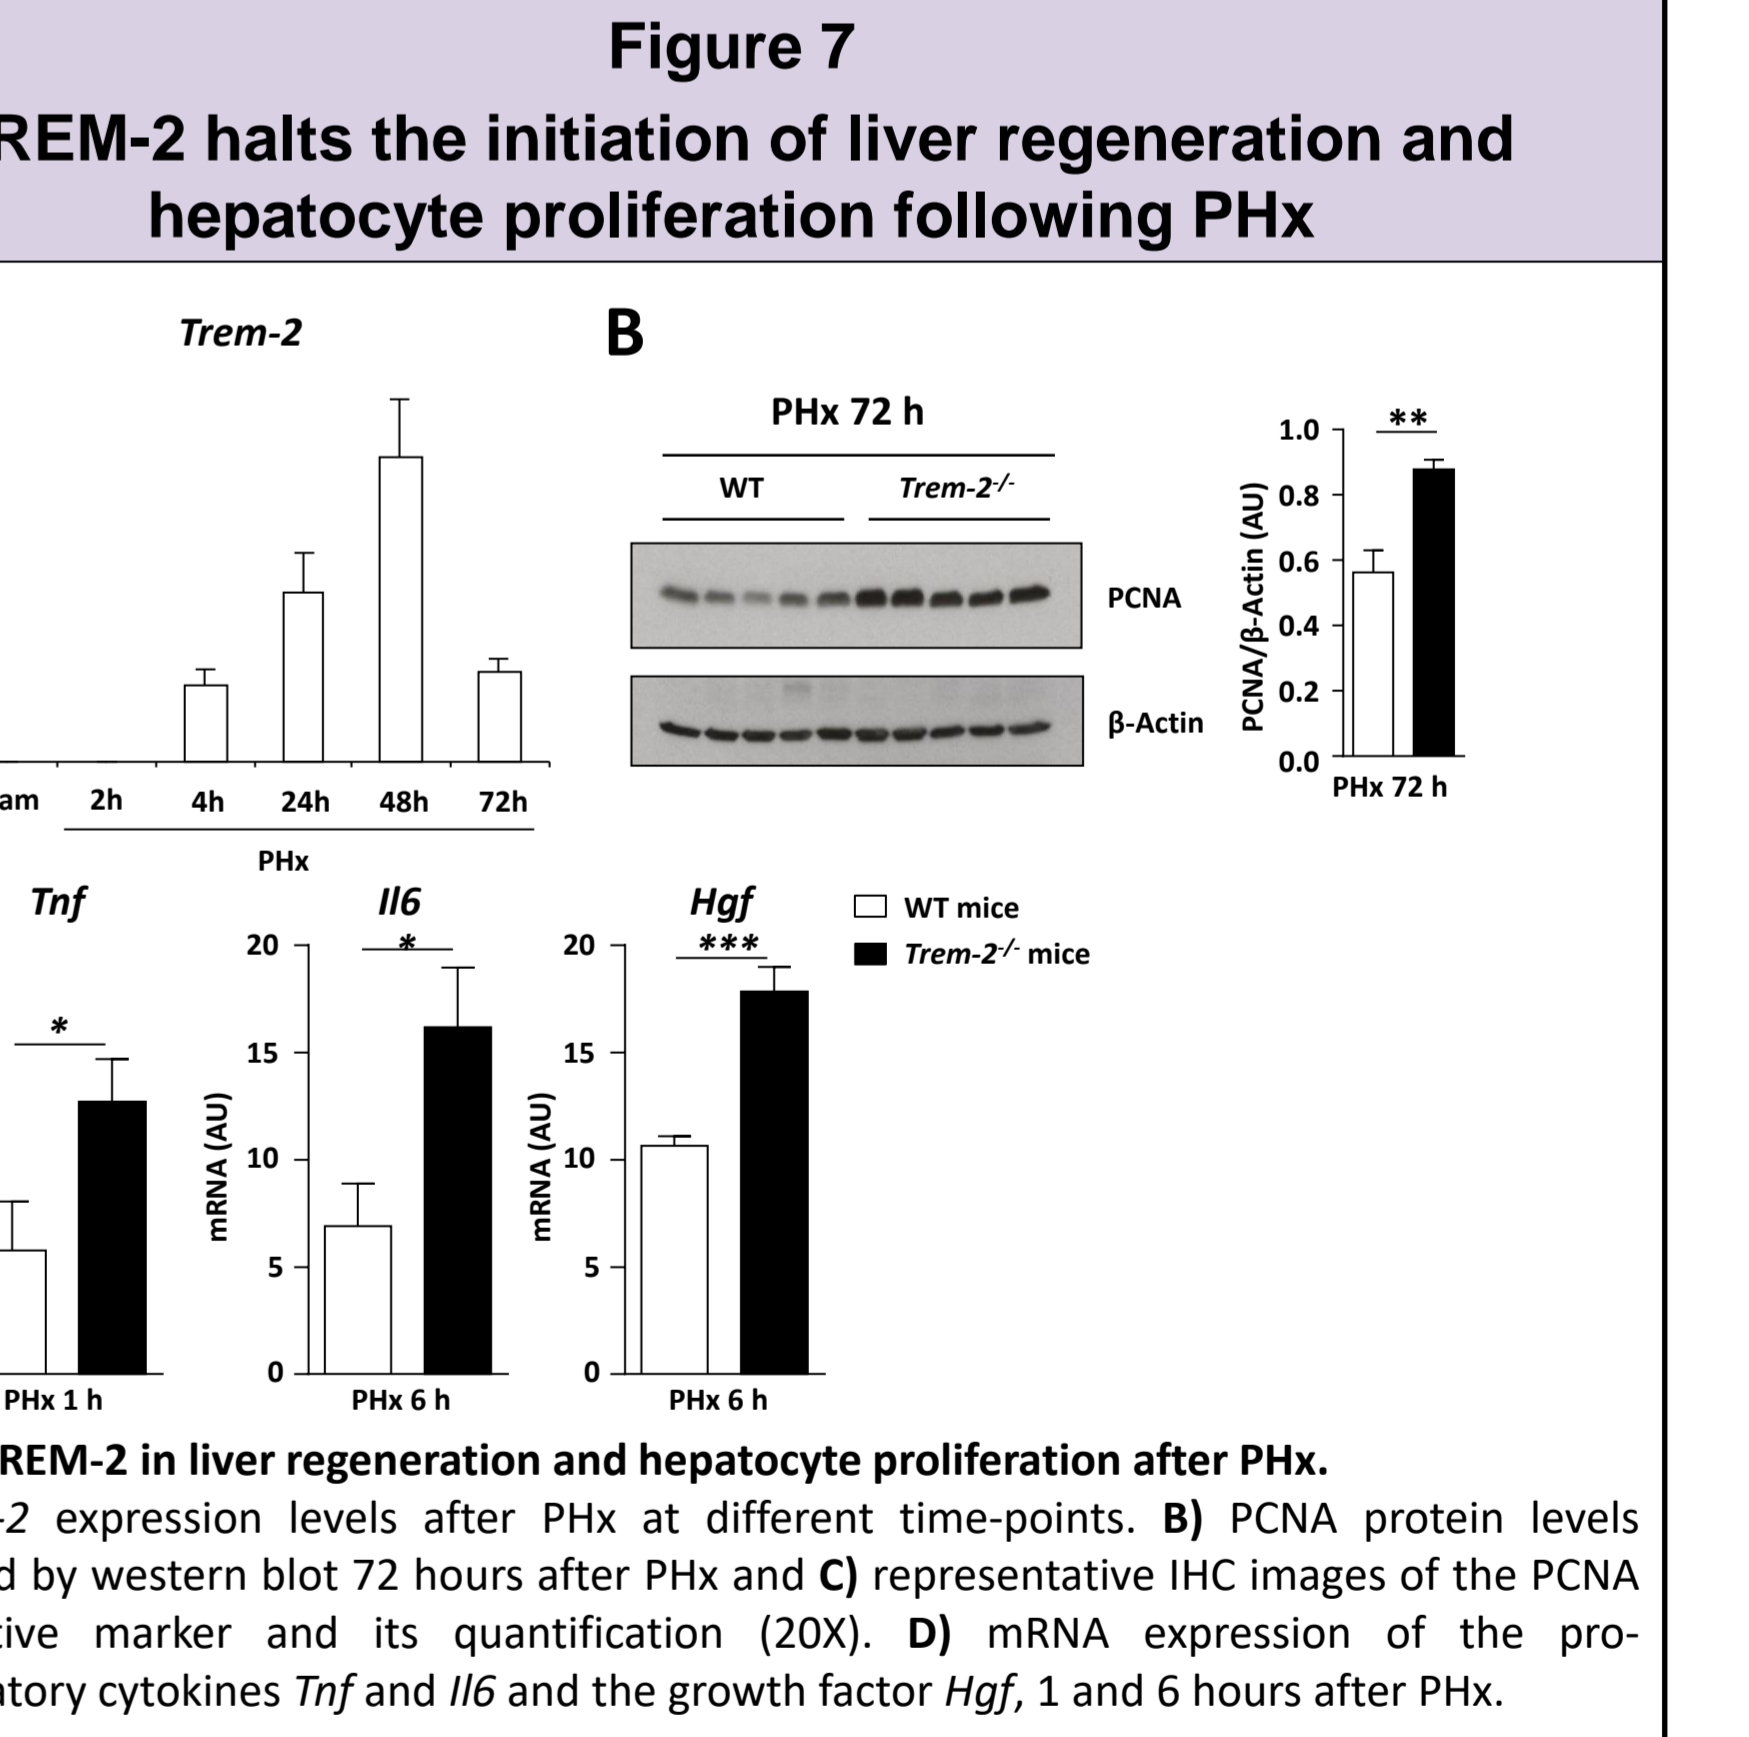 Figure 7
REM-2 halts the initiation of liver regeneration and
hepatocyte proliferation following PHx
Trem-2
B
PHx 72 h
WT Trem-2-/-
PCNA
β-Actin
PCNA/β-Actin (AU)
1.0
0.8
0.6
0.4
0.2
0.0
**
PHx 72 h
am 2h 4h 24h 48h 72h
PHx
Tnf
*
PHx 1 h
Il6
*
mRNA (AU)
20
15
10
5
0
PHx 6 h
Hgf
***
mRNA (AU)
20
15
10
5
0
PHx 6 h
WT mice
Trem-2-/- mice
REM-2 in liver regeneration and hepatocyte proliferation after PHx.
-2 expression levels after PHx at different time-points. B) PCNA protein levels
d by western blot 72 hours after PHx and C) representative IHC images of the PCNA
tive marker and its quantification (20X). D) mRNA expression of the pro-
atory cytokines Tnf and Il6 and the growth factor Hgf, 1 and 6 hours after PHx.